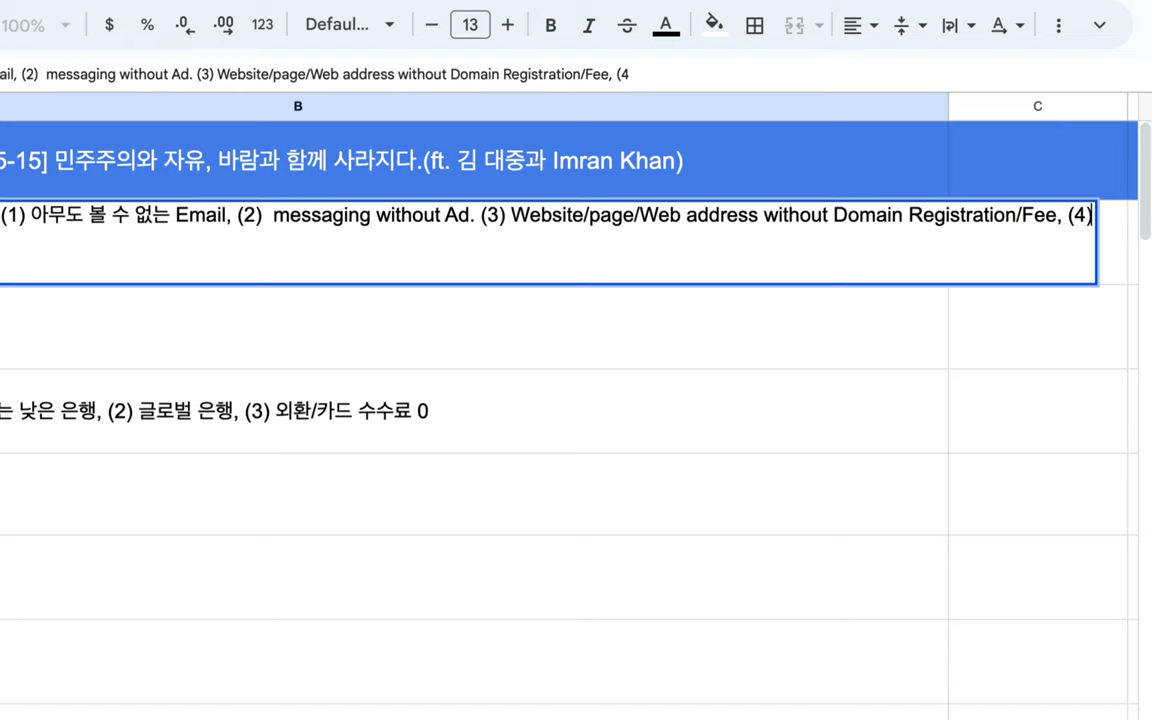 100%
$ % .0 .00 123 Defaul... 13 B I A A
ail, (2) messaging without Ad. (3) Website/page/Web address without Domain Registration/Fee, (4
B C
5-15] 민주주의와 자유, 바람과 함께 사라지다.(ft. 김 대중과 Imran Khan)
(1) 아무도 볼 수 없는 Email, (2) messaging without Ad. (3) Website/page/Web address without Domain Registration/Fee, (4)
는 낮은 은행, (2) 글로벌 은행, (3) 외환/카드 수수료 0